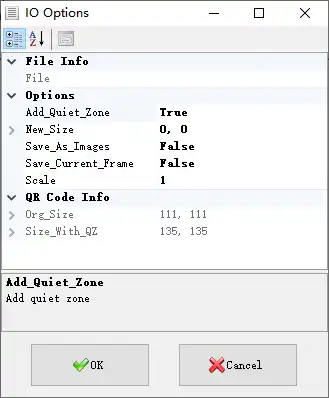 IO Options
File Info
File
Options
Add_Quiet_Zone True
New_Size 0, 0
Save_As_Images False
Save_Current_Frame False
Scale 1
QR Code Info
Org_Size 111, 111
Size_With_QZ 135, 135
Add_Quiet_Zone
Add quiet zone
OK Cancel